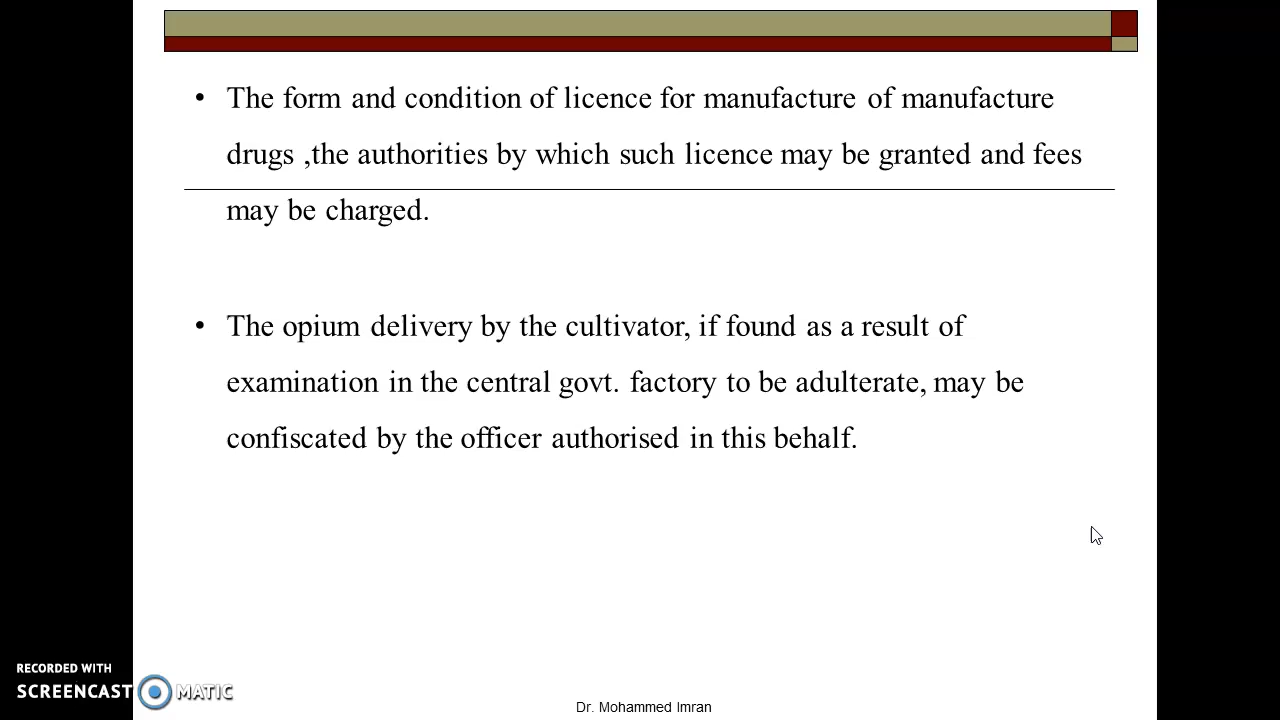 • The form and condition of licence for manufacture of manufacture
drugs ,the authorities by which such licence may be granted and fees
may be charged.
• The opium delivery by the cultivator, if found as a result of
examination in the central govt. factory to be adulterate, may be
confiscated by the officer authorised in this behalf.
RECORDED WITH
SCREENCAST MATIC
Dr. Mohammed Imran